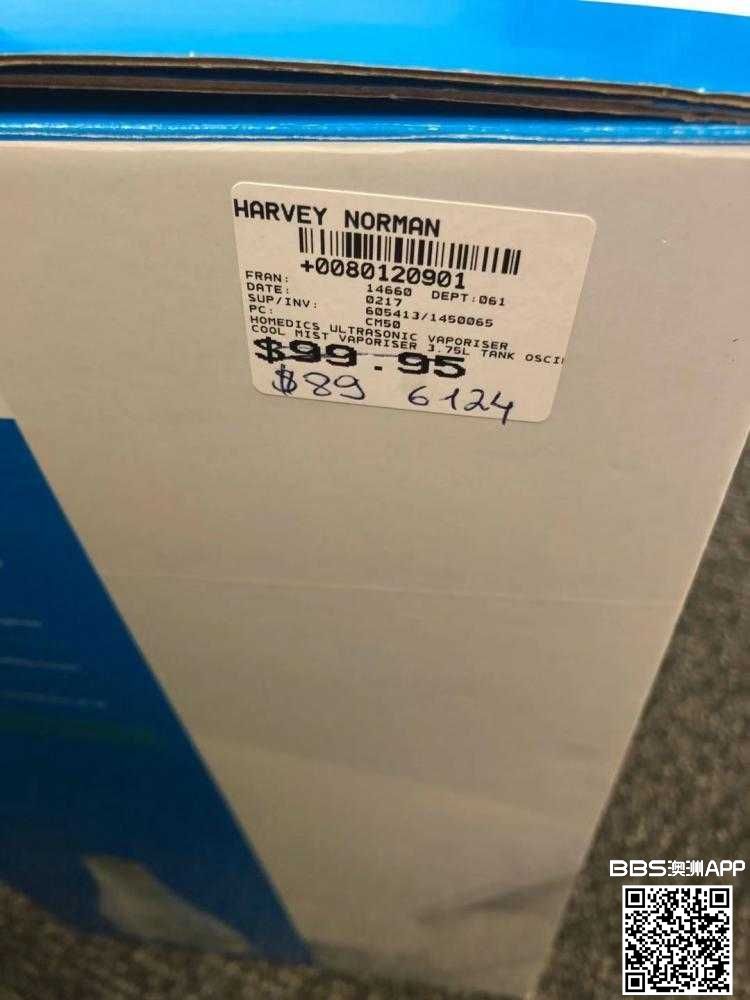 HARVEY NORMAN
+0080120901
FRAN: 14660 DEPT:061
DATE: 0217
SUP/INV: 605413/1450065
PC: CM50
HOMEDICS ULTRASONIC VAPORISER
COOL MIST VAPORISER 3.75L TANK OSCI
$99.95
$89 6124
BBS澳洲APP